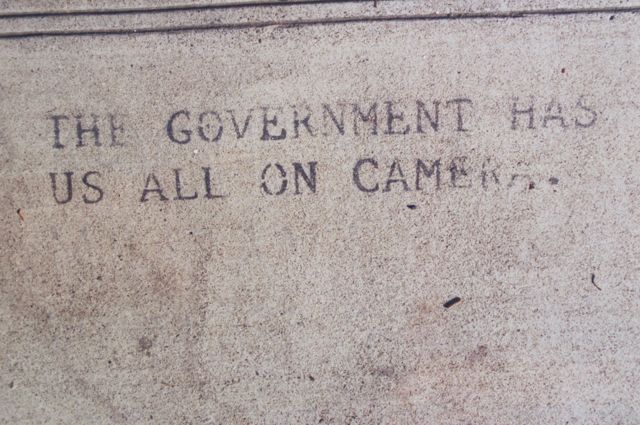 THE GOVERNMENT HAS
US ALL ON CAMERA.